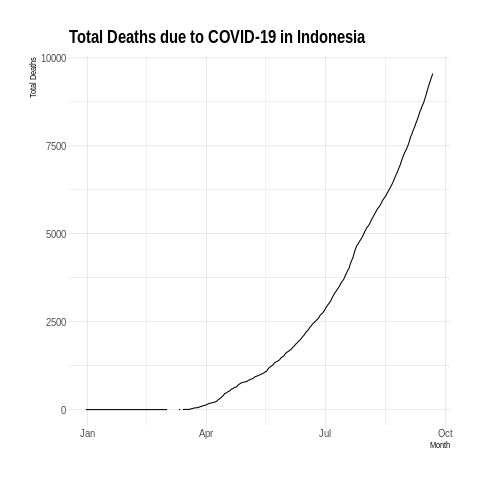 Total Deaths due to COVID-19 in Indonesia
Total Deaths
10000
7500
5000
2500
0
Jan Apr Jul Oct
Month